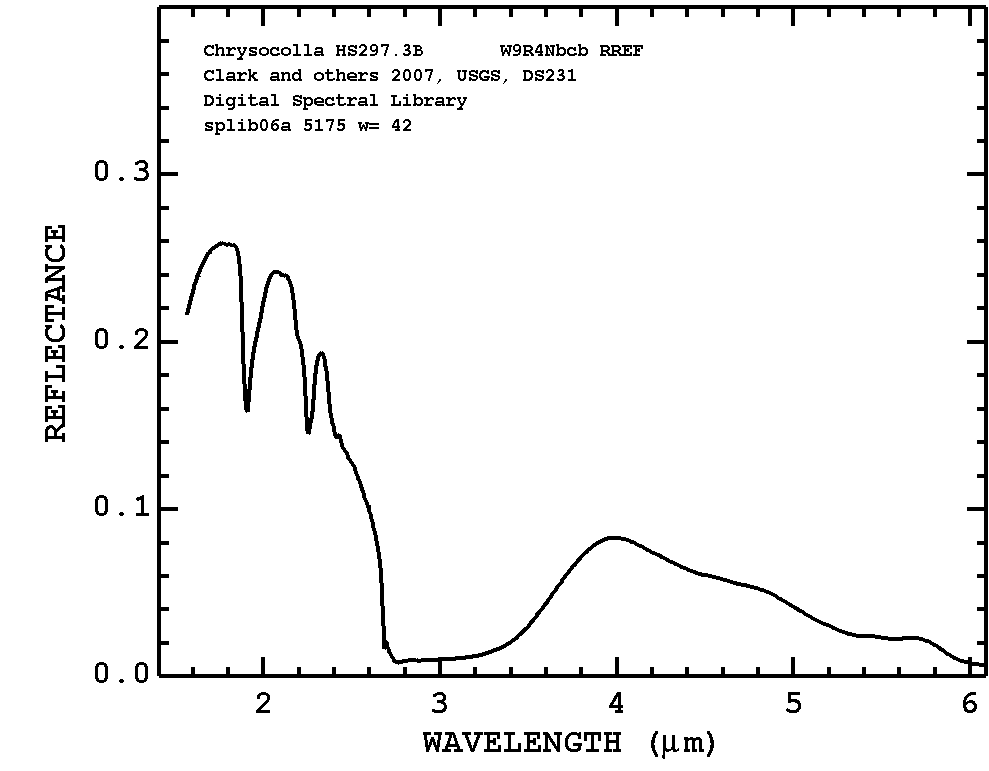 Chrysocolla HS297.3B W9R4Nbcb RREF
Clark and others 2007, USGS, DS231
Digital Spectral Library
splib06a 5175 w= 42
0.3
0.2
0.1
0.0
REFLECTANCE
2 3 4 5 6
WAVELENGTH (μm)